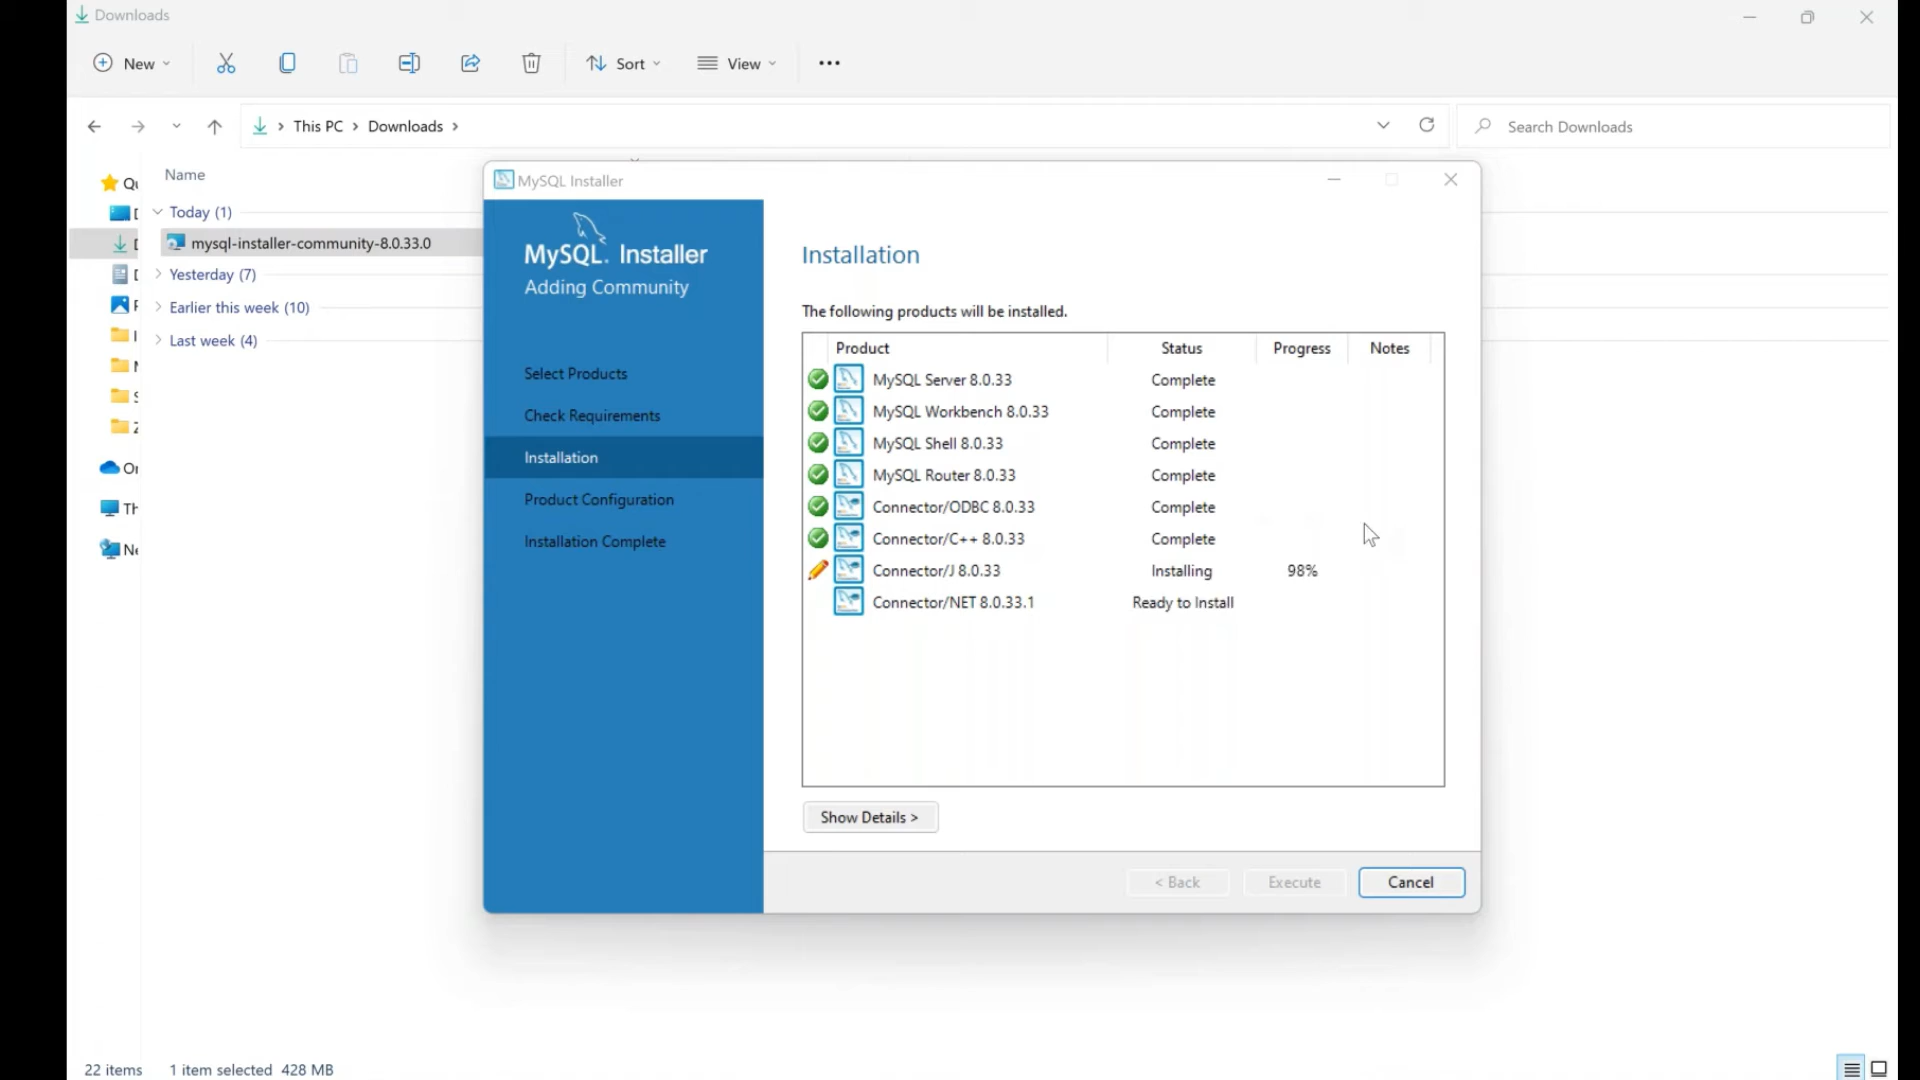 Downloads
New
Sort
View
This PC > Downloads >
Search Downloads
Name
Today (1)
mysql-installer-community-8.0.33.0
Yesterday (7)
Earlier this week (10)
Last week (4)
MySQL Installer
MySQL. Installer
Adding Community
Select Products
Check Requirements
Installation
Product Configuration
Installation Complete
Installation
The following products will be installed.
Product Status Progress Notes
MySQL Server 8.0.33 Complete
MySQL Workbench 8.0.33 Complete
MySQL Shell 8.0.33 Complete
MySQL Router 8.0.33 Complete
Connector/ODBC 8.0.33 Complete
Connector/C++ 8.0.33 Complete
Connector/J 8.0.33 Installing 98%
Connector/NET 8.0.33.1 Ready to Install
Show Details >
< Back Execute Cancel
22 items 1 item selected 428 MB